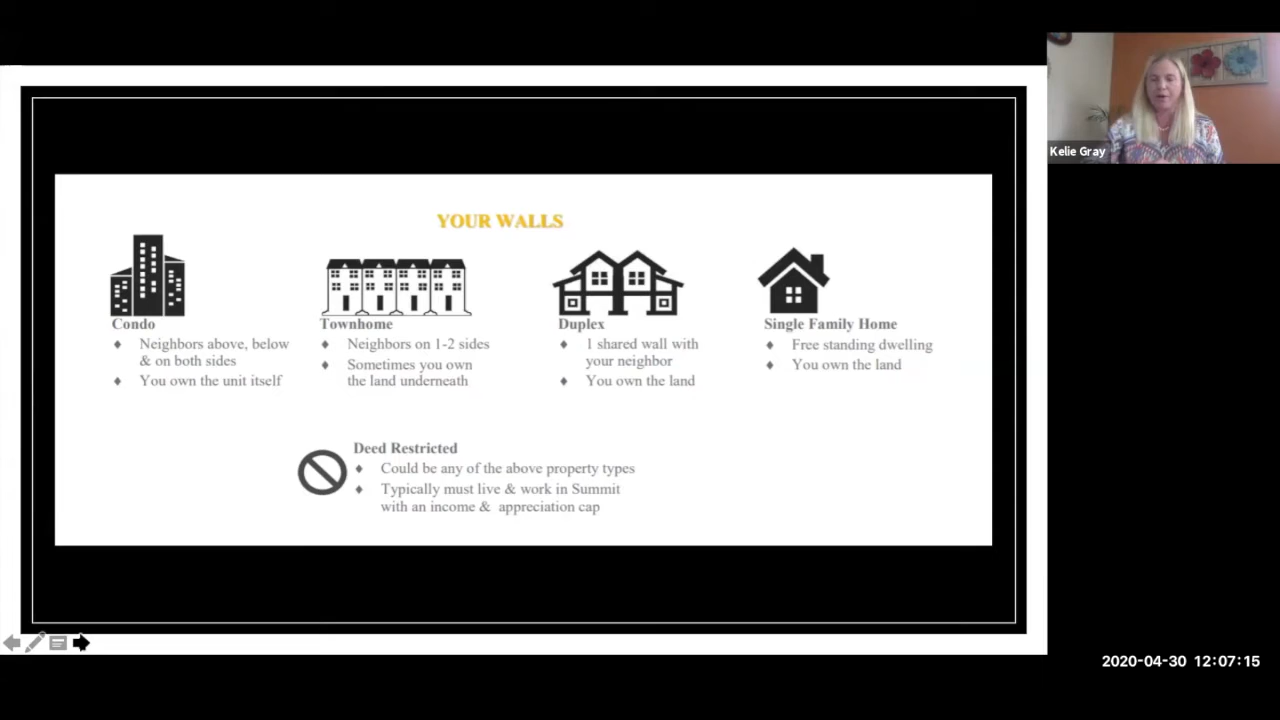 Kelie Gray
YOUR WALLS
Condo
♦ Neighbors above, below
& on both sides
♦ You own the unit itself
Townhome
♦ Neighbors on 1-2 sides
♦ Sometimes you own
the land underneath
Duplex
♦ 1 shared wall with
your neighbor
♦ You own the land
Single Family Home
♦ Free standing dwelling
♦ You own the land
Deed Restricted
♦ Could be any of the above property types
♦ Typically must live & work in Summit
with an income & appreciation cap
2020-04-30 12:07:15